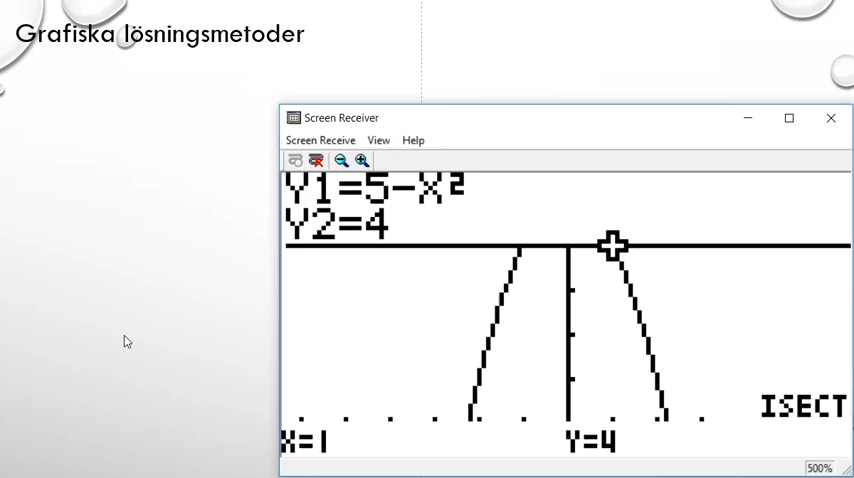 Grafiska lösningsmetoder
Screen Receiver
Screen Receive View Help
Y1=5-X²
Y2=4
ISECT
X=1 Y=4
500%